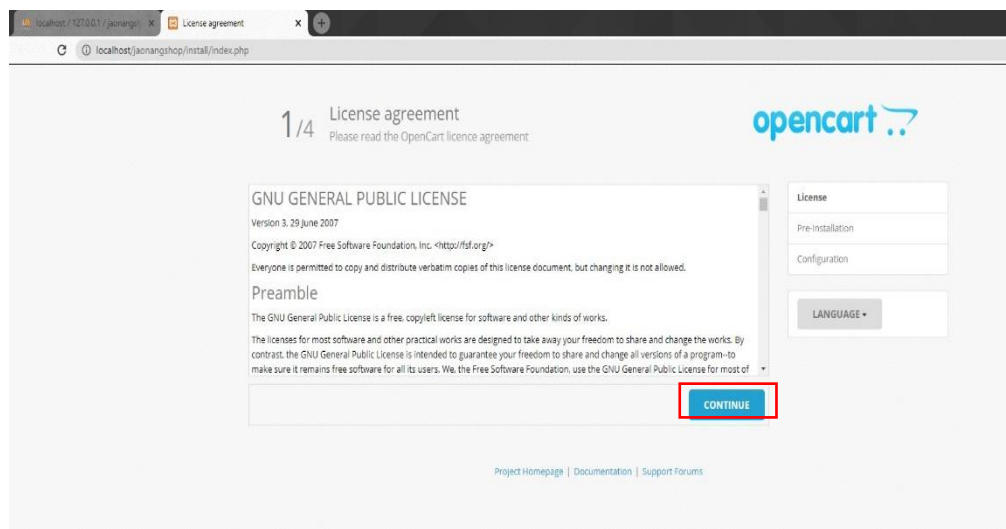 localhost / 127.0.0.1 / jaonangsh
License agreement
localhost/jaonangshop/install/index.php
1/4
License agreement
Please read the OpenCart licence agreement
opencart
GNU GENERAL PUBLIC LICENSE
Version 3, 29 June 2007
Copyright © 2007 Free Software Foundation, Inc. <http://fsf.org/>
Everyone is permitted to copy and distribute verbatim copies of this license document, but changing it is not allowed.
Preamble
The GNU General Public License is a free, copyleft license for software and other kinds of works.
The licenses for most software and other practical works are designed to take away your freedom to share and change the works. By
contrast, the GNU General Public License is intended to guarantee your freedom to share and change all versions of a program--to
make sure it remains free software for all its users. We, the Free Software Foundation, use the GNU General Public License for most of
CONTINUE
License
Pre-Installation
Configuration
LANGUAGE
Project Homepage | Documentation | Support Forums